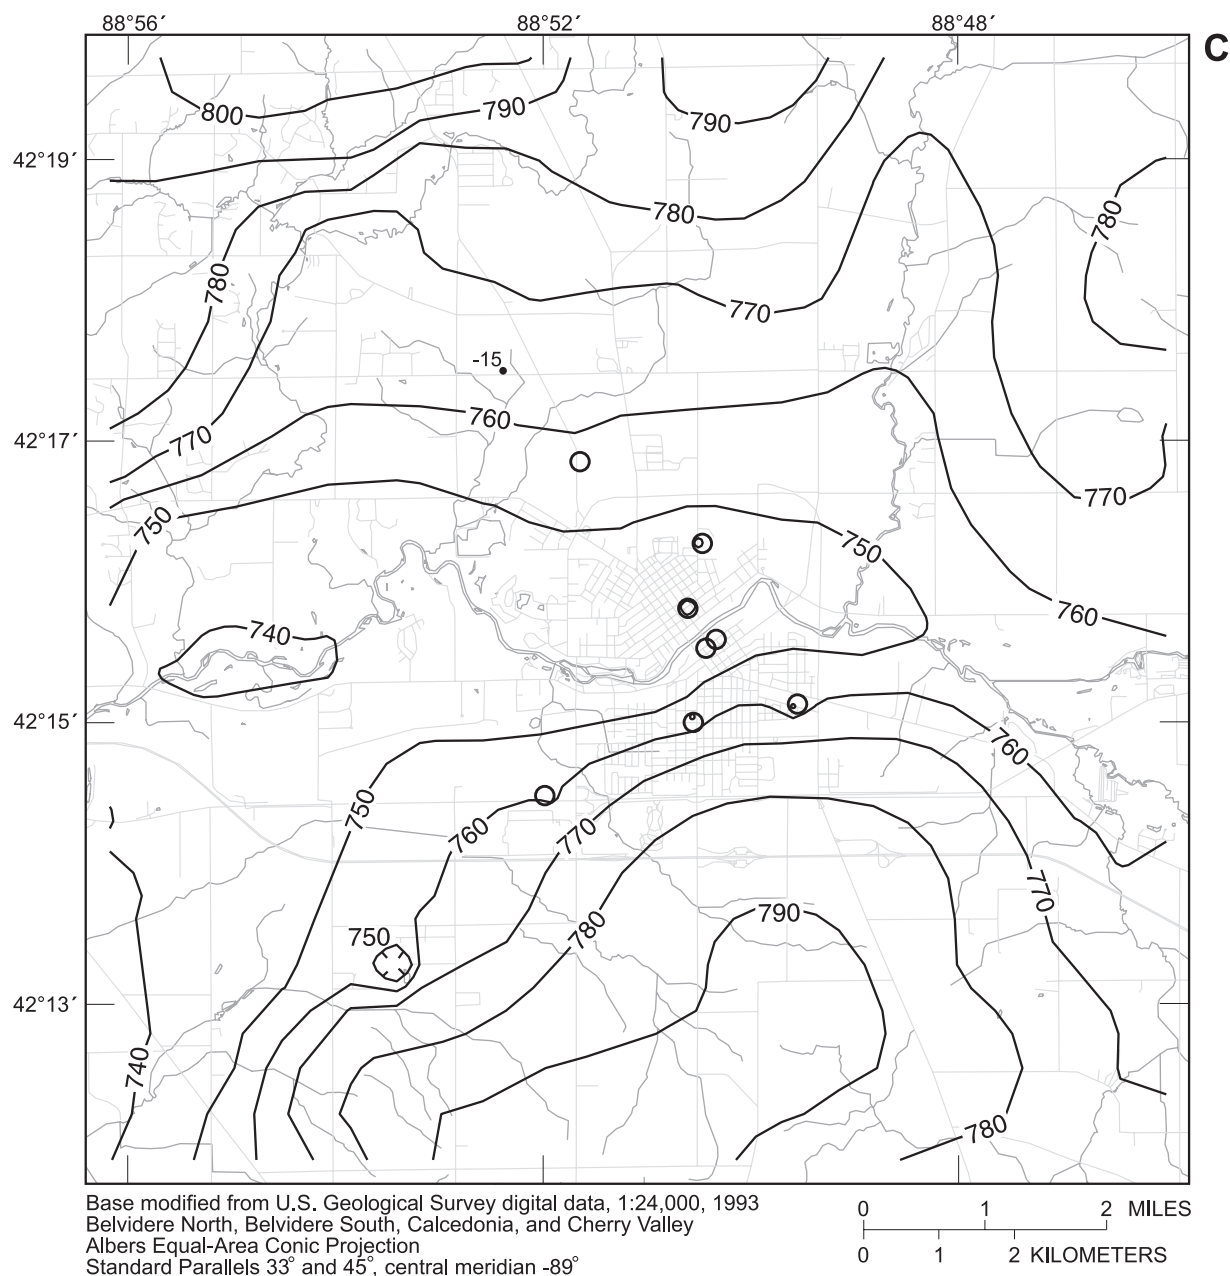 88°56′ 88°52′ 88°48′
C
800 790 790
42°19′
780 780
780
770
-15
760
42°17′
770
770
750 750
760
740
42°15′
760
750 760 770
770
790
780
750
42°13′
740
780
Base modified from U.S. Geological Survey digital data, 1:24,000, 1993
Belvidere North, Belvidere South, Calcedonia, and Cherry Valley
Albers Equal-Area Conic Projection
Standard Parallels 33° and 45°, central meridian -89°
0 1 2 MILES
0 1 2 KILOMETERS